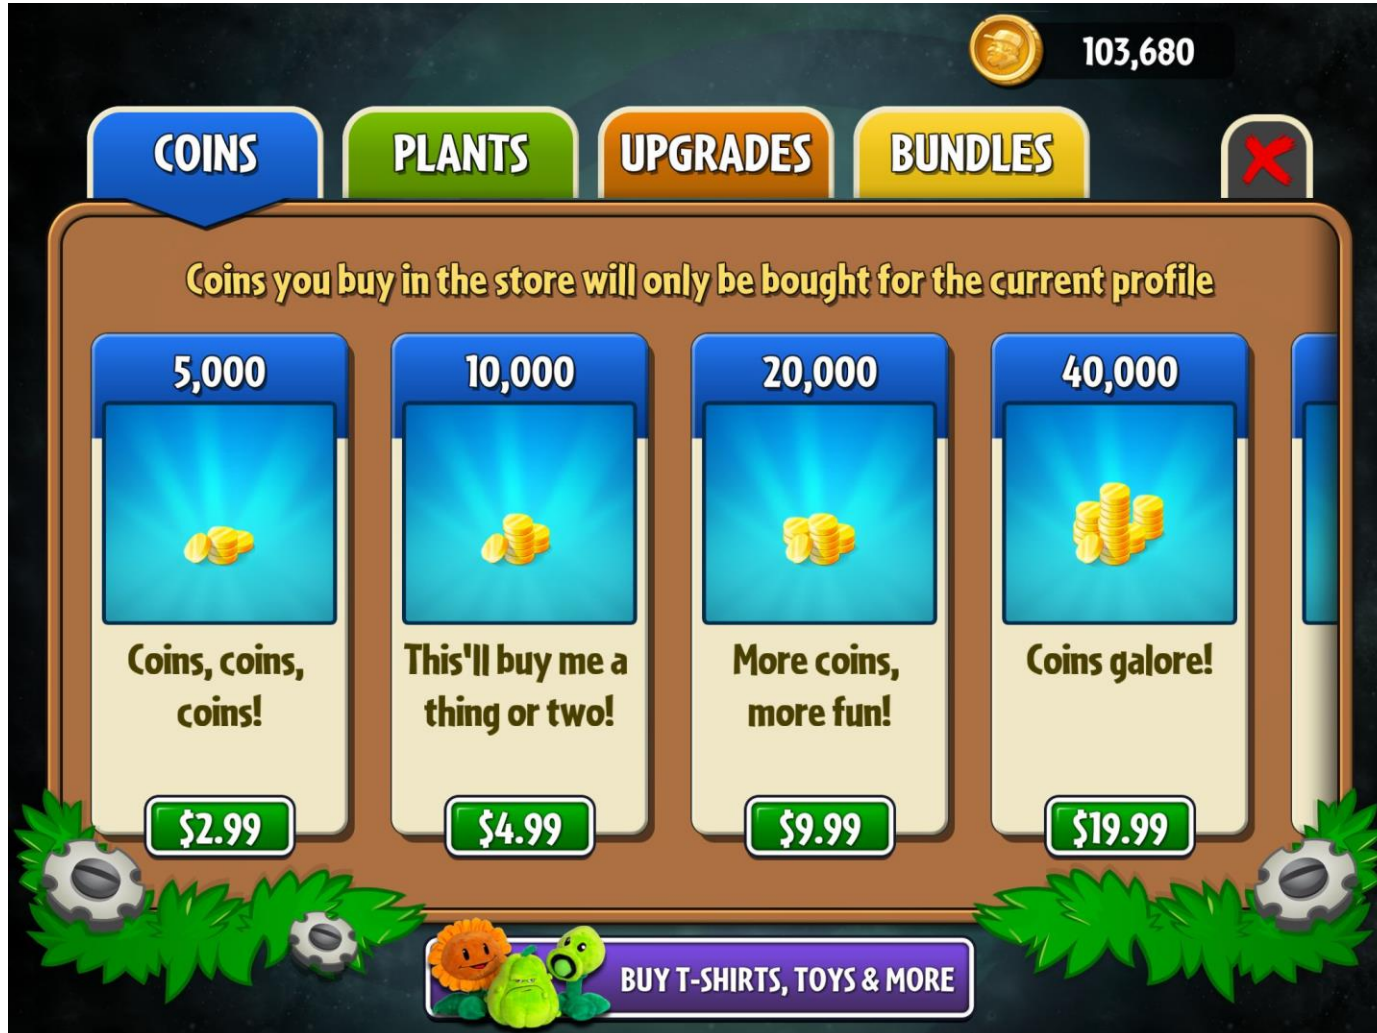 103,680
COINS
PLANTS
UPGRADES
BUNDLES
Coins you buy in the store will only be bought for the current profile
5,000
Coins, coins,
coins!
$2.99
10,000
This'll buy me a
thing or two!
$4.99
20,000
More coins,
more fun!
$9.99
40,000
Coins galore!
$19.99
BUY T-SHIRTS, TOYS & MORE